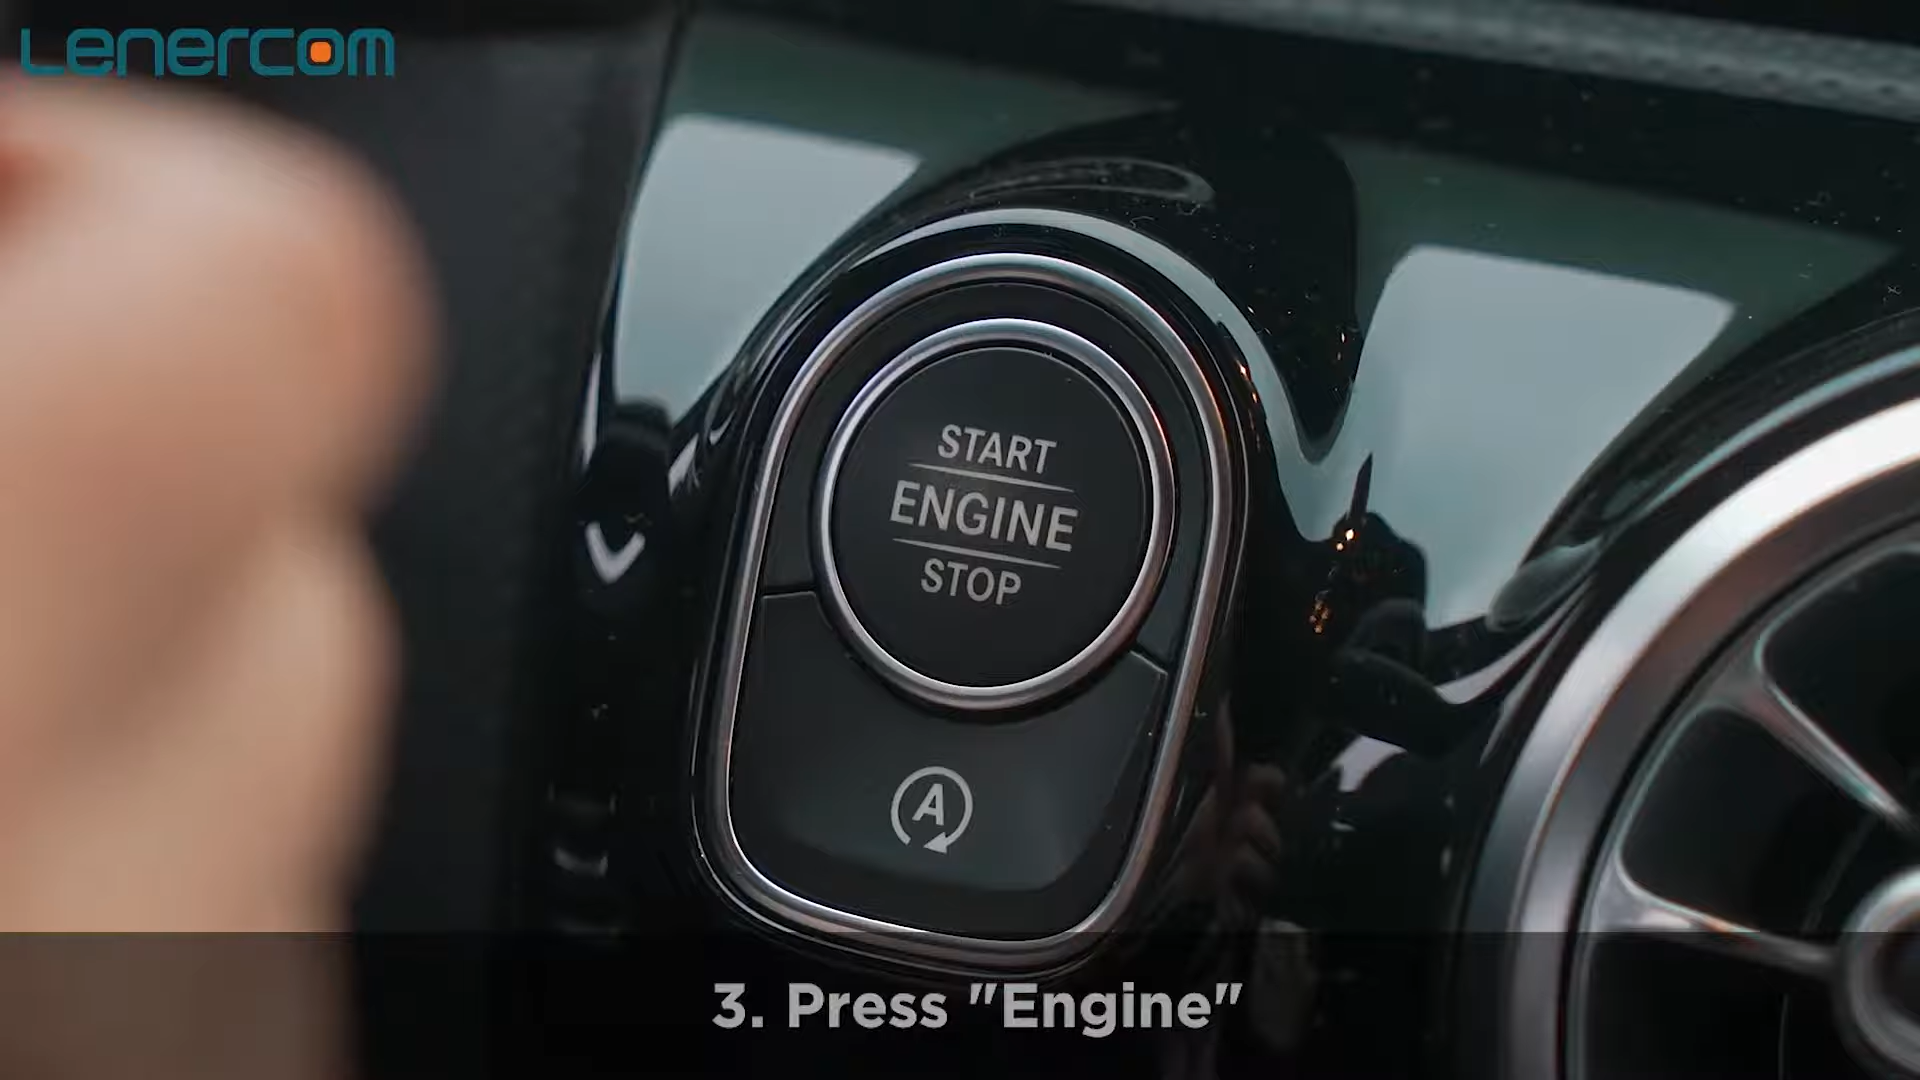 Lenercom
START
ENGINE
STOP
A
3. Press "Engine"